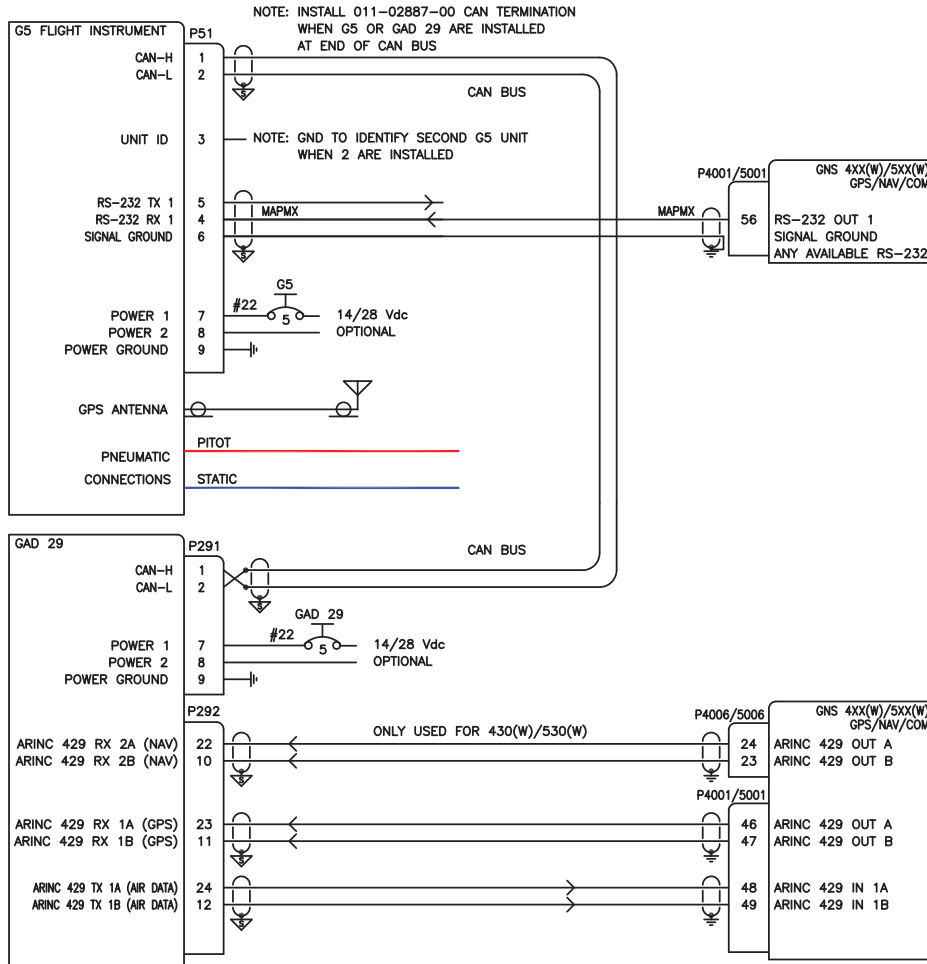 NOTE: INSTALL 011-02887-00 CAN TERMINATION
WHEN G5 OR GAD 29 ARE INSTALLED
AT END OF CAN BUS
G5 FLIGHT INSTRUMENT
P51
CAN-H 1
CAN-L 2
S
CAN BUS
UNIT ID 3 NOTE: GND TO IDENTIFY SECOND G5 UNIT
WHEN 2 ARE INSTALLED
P4001/5001
GNS 4XX(W)/5XX(W)
GPS/NAV/COM
RS-232 TX 1 5
RS-232 RX 1 4 MAPMX MAPMX 56 RS-232 OUT 1
SIGNAL GROUND 6 SIGNAL GROUND
S
ANY AVAILABLE RS-232
G5
POWER 1 7 #22 5 14/28 Vdc
POWER 2 8 OPTIONAL
POWER GROUND 9
GPS ANTENNA
PITOT
PNEUMATIC
CONNECTIONS STATIC
GAD 29
P291
CAN BUS
CAN-H 1
CAN-L 2
S
GAD 29
POWER 1 7 #22 5 14/28 Vdc
POWER 2 8 OPTIONAL
POWER GROUND 9
P292
P4006/5006
GNS 4XX(W)/5XX(W)
GPS/NAV/COM
ONLY USED FOR 430(W)/530(W)
ARINC 429 RX 2A (NAV) 22 24 ARINC 429 OUT A
ARINC 429 RX 2B (NAV) 10 23 ARINC 429 OUT B
S
P4001/5001
ARINC 429 RX 1A (GPS) 23 46 ARINC 429 OUT A
ARINC 429 RX 1B (GPS) 11 47 ARINC 429 OUT B
S
ARINC 429 TX 1A (AIR DATA) 24 48 ARINC 429 IN 1A
ARINC 429 TX 1B (AIR DATA) 12 49 ARINC 429 IN 1B
S